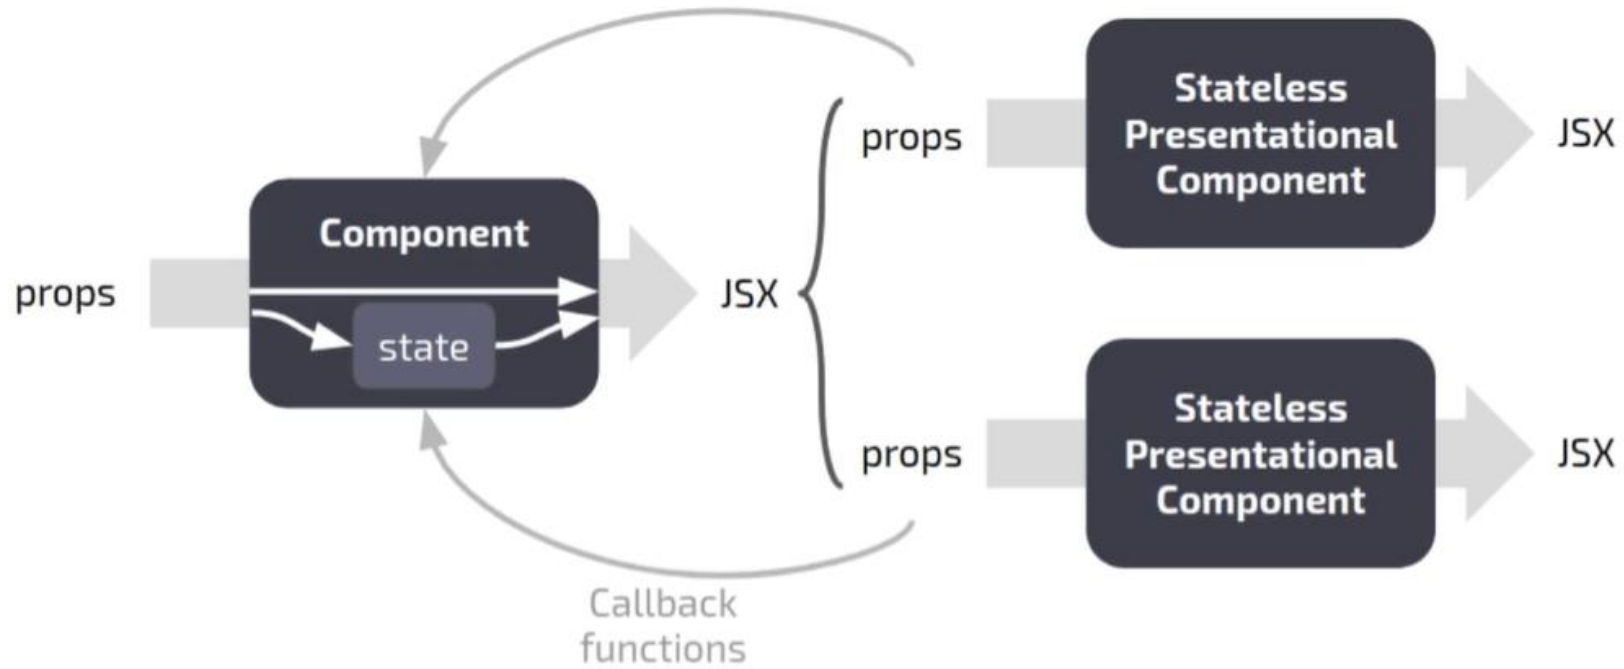 props
Component
state
JSX
props
Stateless
Presentational
Component
JSX
props
Stateless
Presentational
Component
JSX
Callback
functions